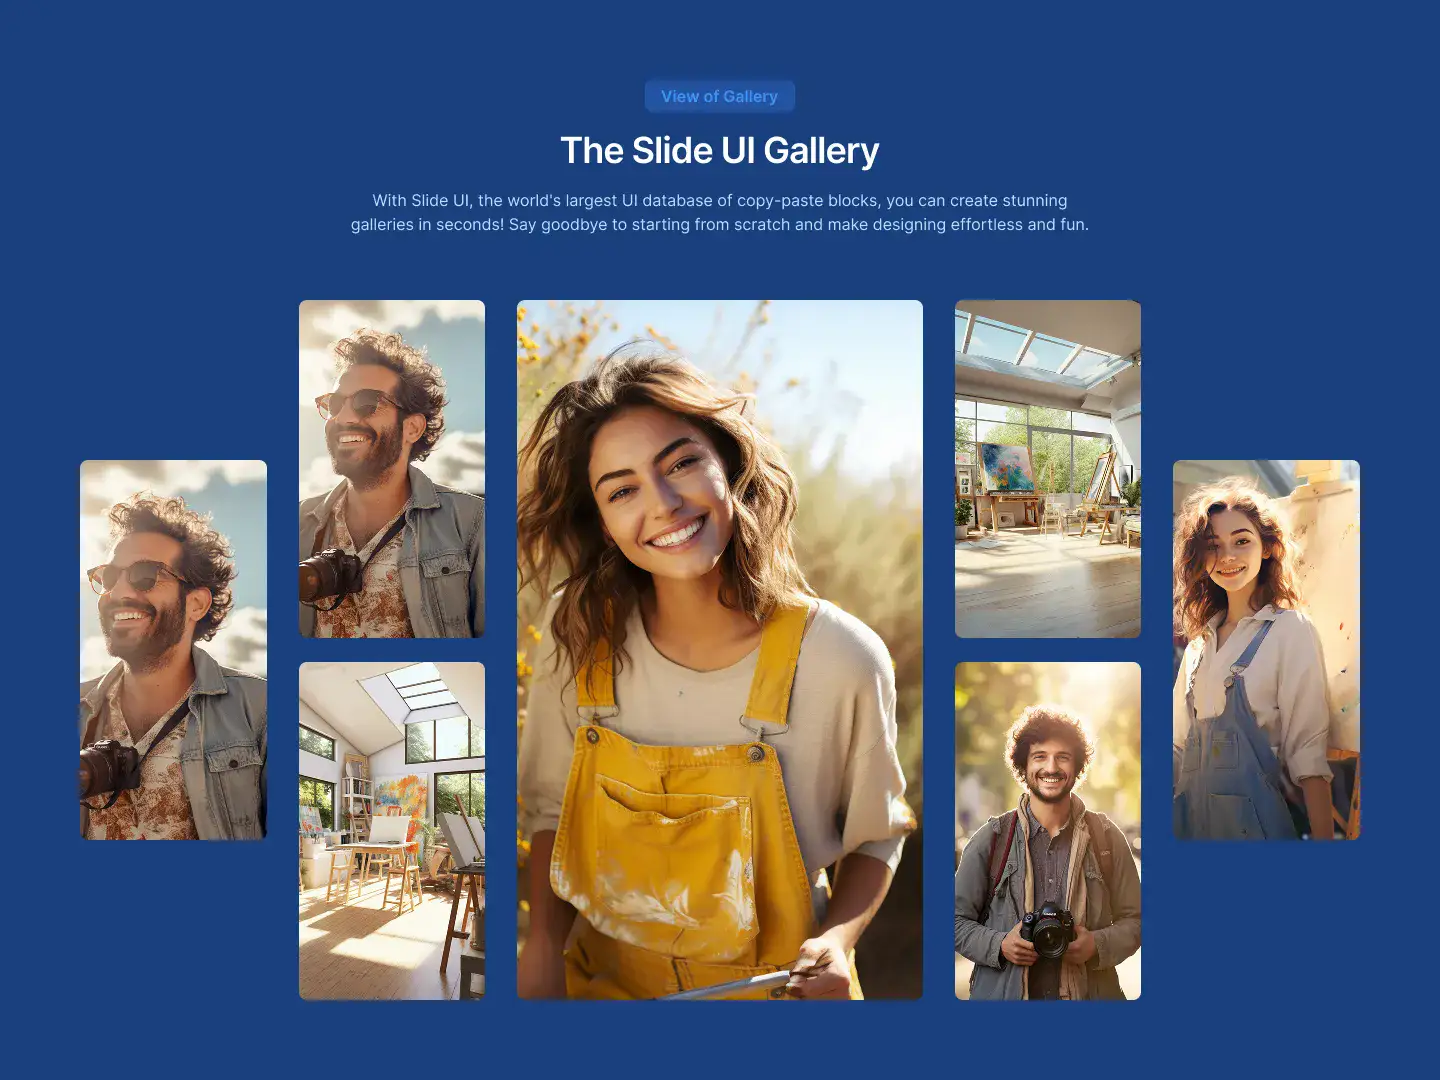 View of Gallery
The Slide UI Gallery
With Slide UI, the world's largest UI database of copy-paste blocks, you can create stunning
galleries in seconds! Say goodbye to starting from scratch and make designing effortless and fun.